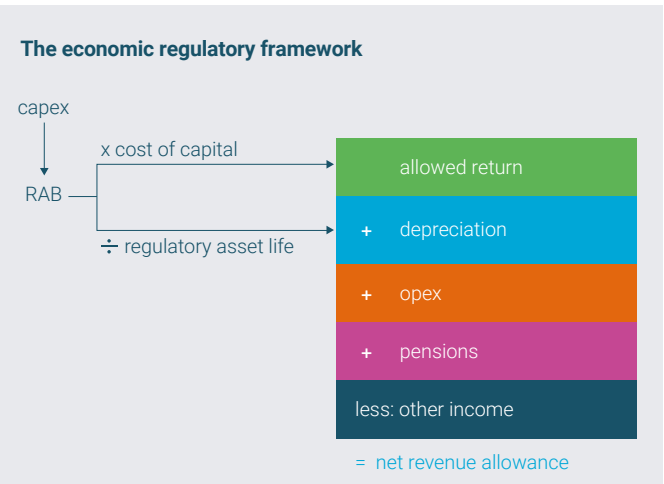 The economic regulatory framework
capex
x cost of capital
RAB
÷ regulatory asset life
allowed return
+ depreciation
+ opex
+ pensions
less: other income
= net revenue allowance